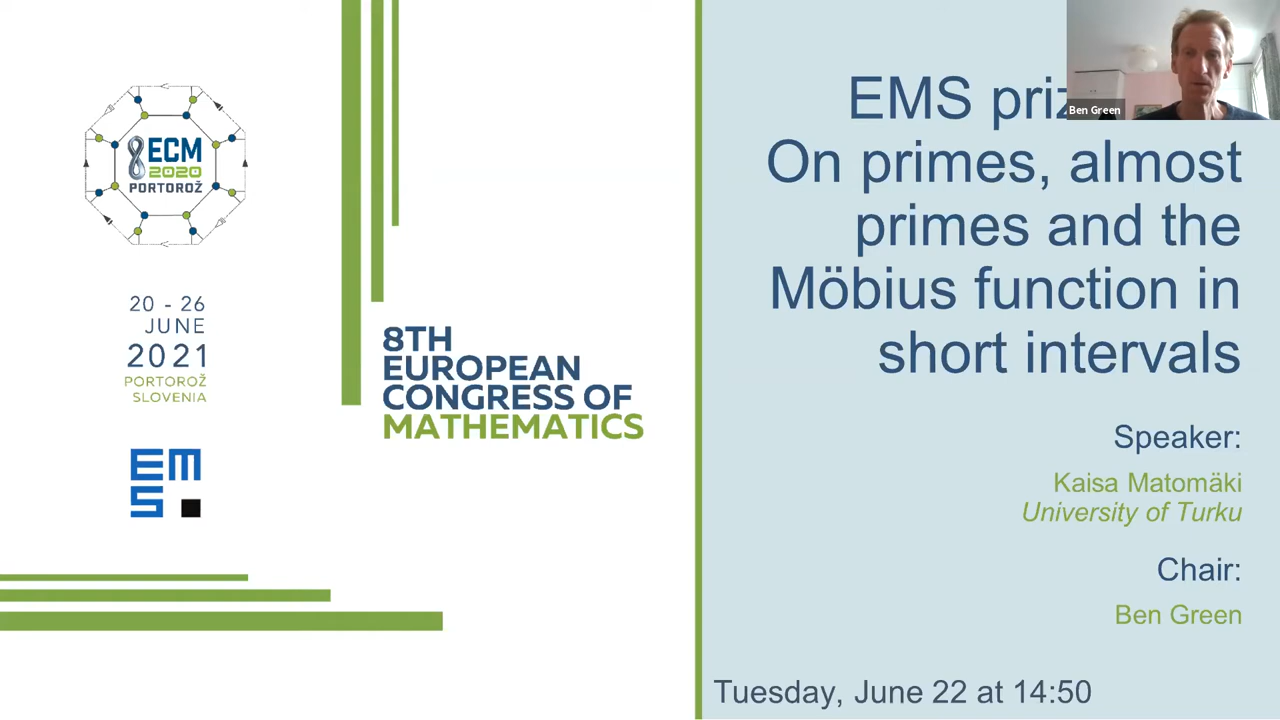 8ECM
2020
PORTOROŽ
20 - 26
JUNE
2021
PORTOROŽ
SLOVENIA
EMS
8TH
EUROPEAN
CONGRESS OF
MATHEMATICS
Ben Green
EMS
On primes, almost
primes and the
Möbius function in
short intervals
Speaker:
Kaisa Matomäki
University of Turku
Chair:
Ben Green
Tuesday, June 22 at 14:50